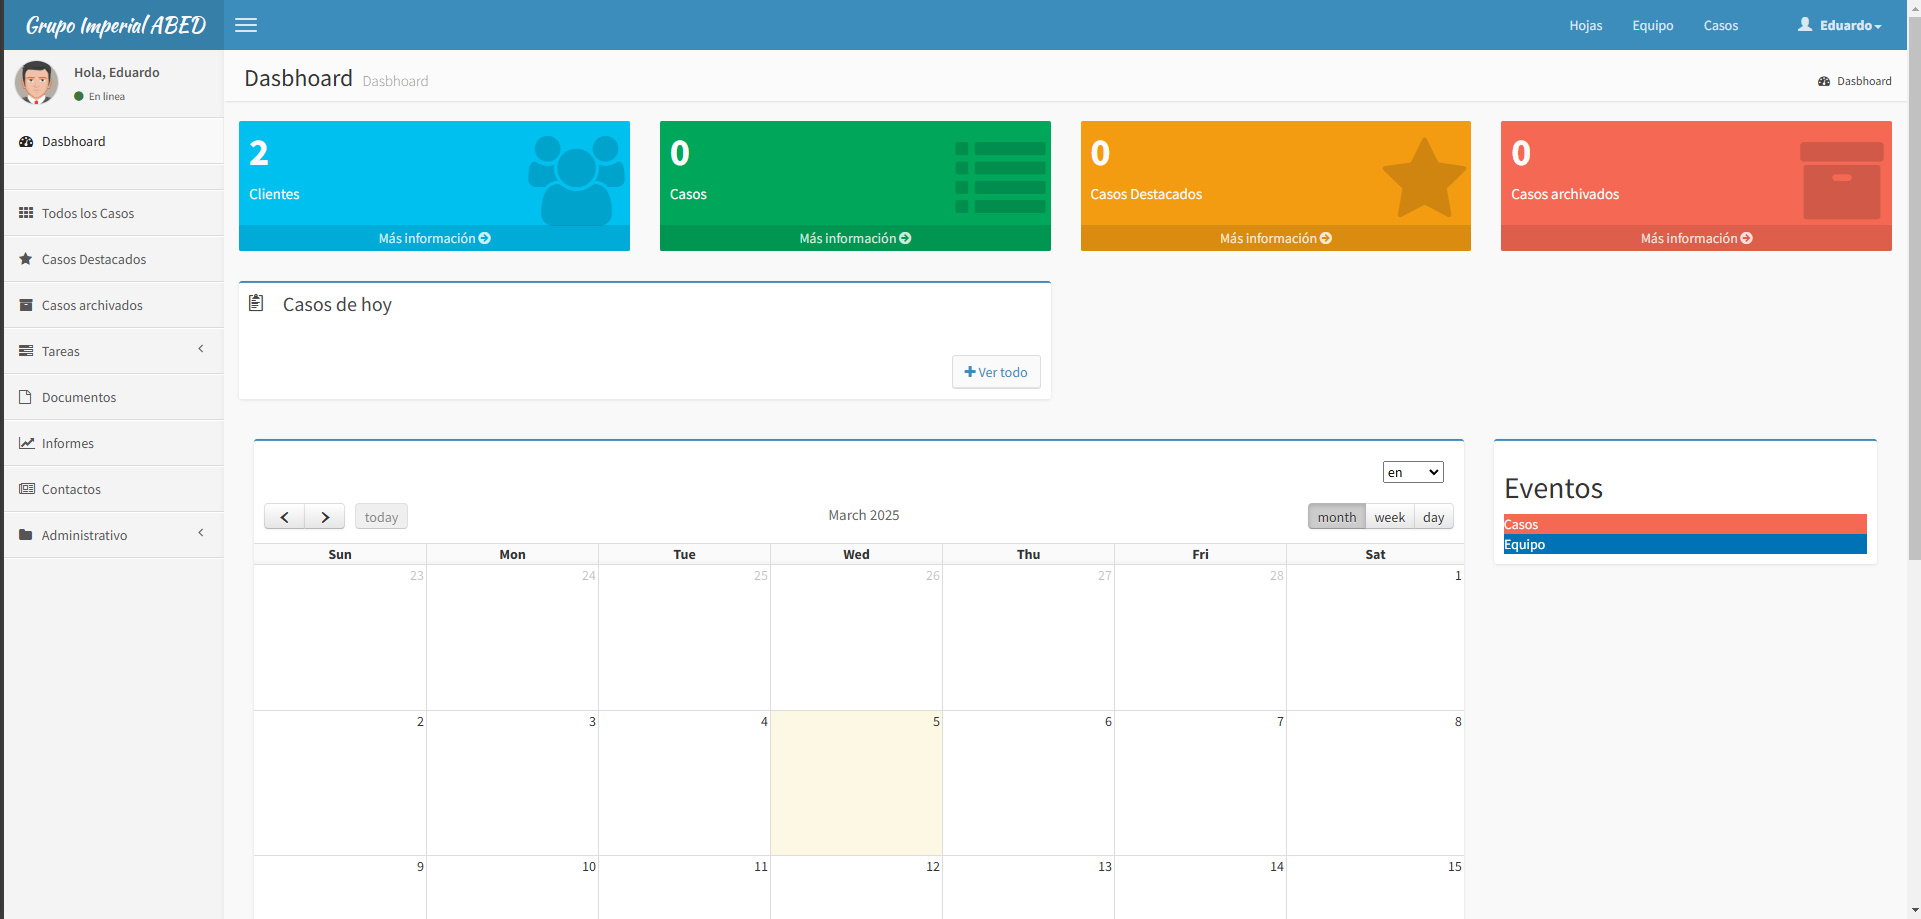 Grupo Imperial ABED
Hojas
Equipo
Casos
Eduardo
Hola, Eduardo
En linea
Dasbhoard
Todos los Casos
Casos Destacados
Casos archivados
Tareas
Documentos
Informes
Contactos
Administrativo
Dasbhoard Dasbhoard
Dasbhoard
2
Clientes
Más información
0
Casos
Más información
0
Casos Destacados
Más información
0
Casos archivados
Más información
Casos de hoy
Ver todo
en
today
March 2025
month week day
Sun Mon Tue Wed Thu Fri Sat
23 24 25 26 27 28 1
2 3 4 5 6 7 8
9 10 11 12 13 14 15
Eventos
Casos
Equipo